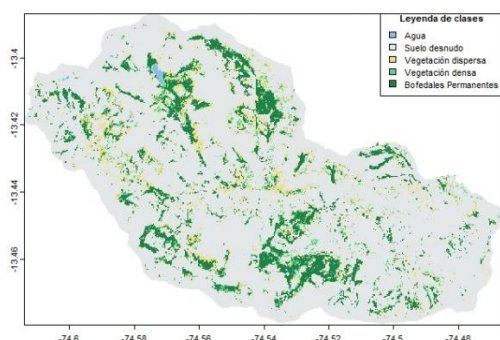 Leyenda de clases
Agua
Suelo desnudo
Vegetación dispersa
Vegetación densa
Bofedales Permanentes
-13.4
-13.42
-13.44
-13.46
-74.6 -74.58 -74.56 -74.54 -74.52 -74.5 -74.48